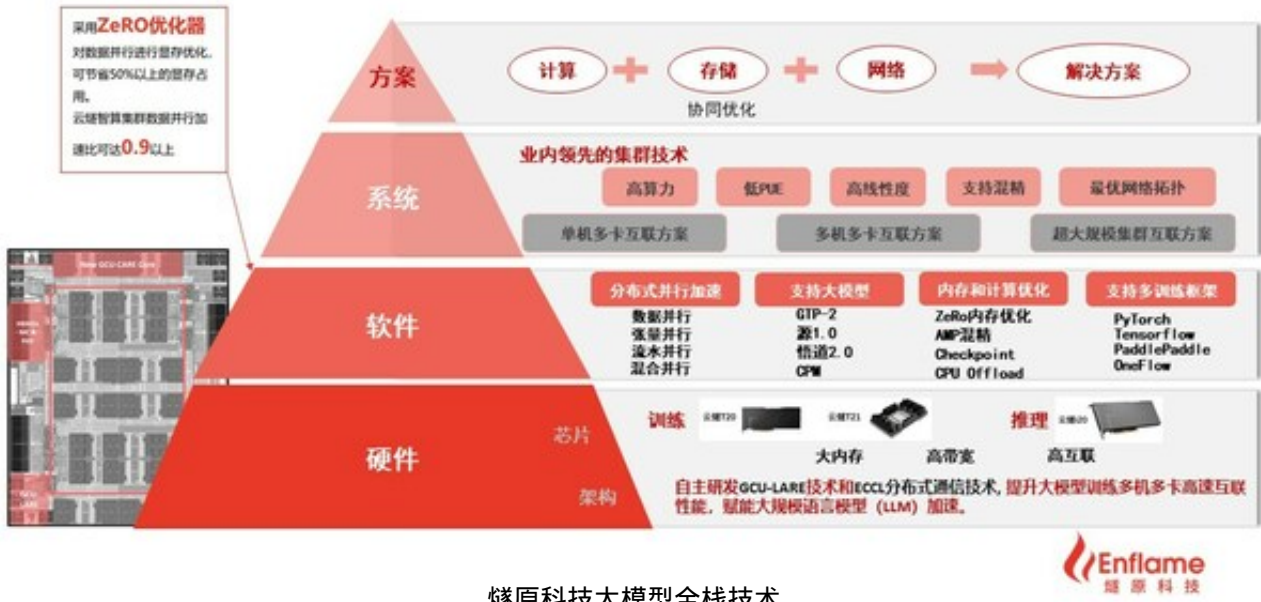 采用ZeRO优化器
对数据并行进行显存优化,
可节省50%以上的显存占
用。
云燧智算集群数据并行加
速比可达0.9以上
方案
计算
存储
网络
解决方案
协同优化
系统
业内领先的集群技术
高算力
低PUE
高线性度
支持混精
最优网络拓扑
单机多卡互联方案
多机多卡互联方案
超大规模集群互联方案
软件
分布式并行加速
数据并行
张量并行
流水并行
混合并行
支持大模型
GTP-2
源1.0
悟道2.0
CPM
内存和计算优化
ZeRo内存优化
AMP混精
Checkpoint
CPU Offload
支持多训练框架
PyTorch
Tensorflow
PaddlePaddle
OneFlow
硬件
芯片
架构
训练
云燧T20
云燧T21
推理
云燧i20
大内存
高带宽
高互联
自主研发GCU-LARE技术和ECCL分布式通信技术, 提升大模型训练多机多卡高速互联
性能, 赋能大规模语言模型 (LLM) 加速。
Enflame
燧原科技
燧原科技大模型全栈技术